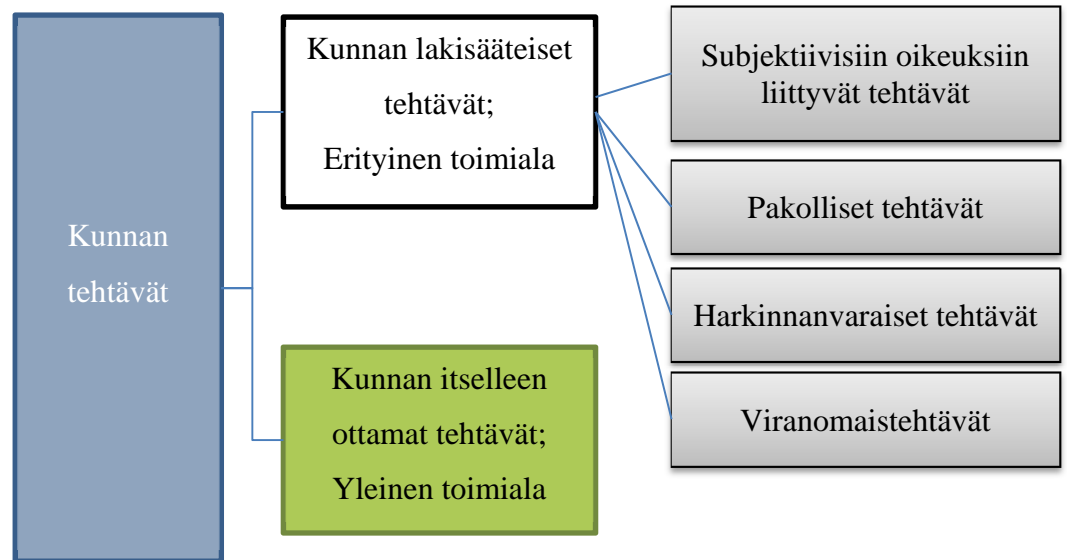 Kunnan
tehtävät
Kunnan lakisääteiset
tehtävät;
Erityinen toimiala
Kunnan itselleen
ottamat tehtävät;
Yleinen toimiala
Subjektiivisiin oikeuksiin
liittyvät tehtävät
Pakolliset tehtävät
Harkinnanvaraiset tehtävät
Viranomaistehtävät